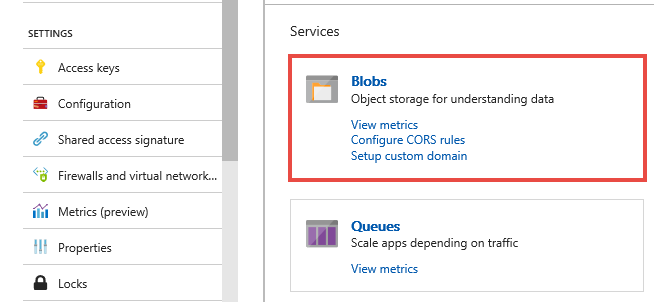 SETTINGS
Access keys
Configuration
Shared access signature
Firewalls and virtual network...
Metrics (preview)
Properties
Locks
Services
Blobs
Object storage for understanding data
View metrics
Configure CORS rules
Setup custom domain
Queues
Scale apps depending on traffic
View metrics